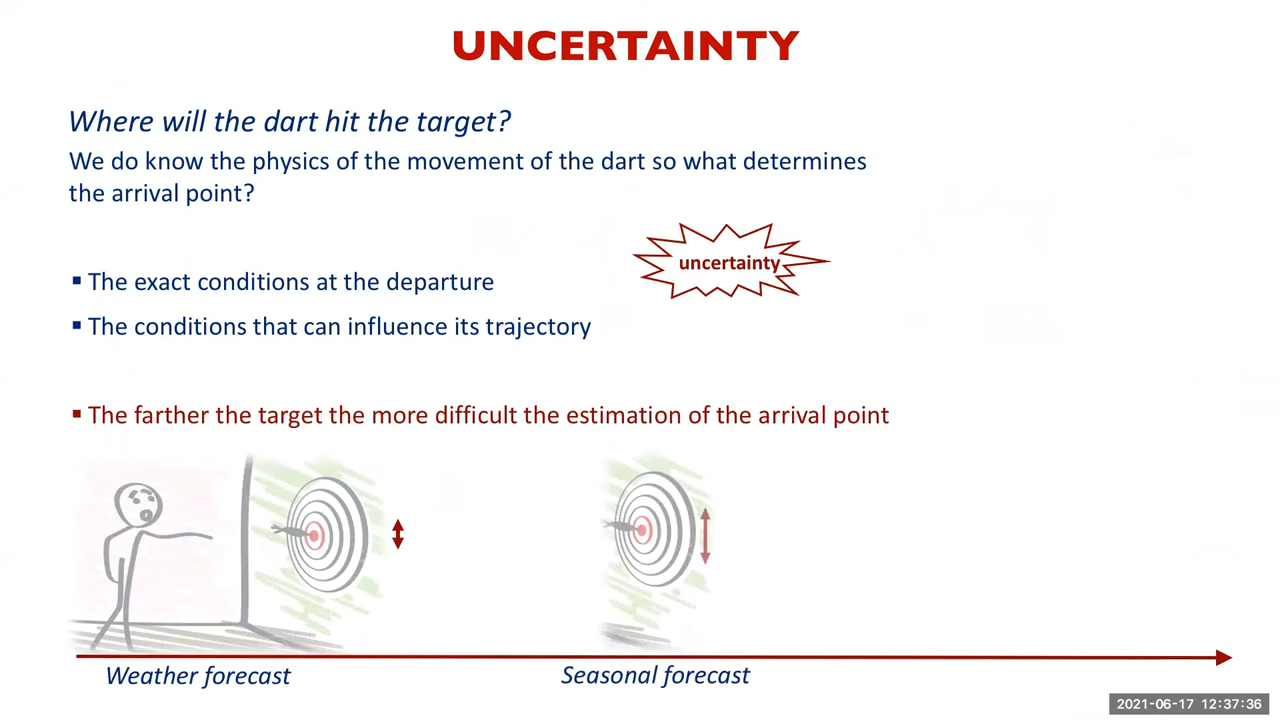 UNCERTAINTY
Where will the dart hit the target?
We do know the physics of the movement of the dart so what determines
the arrival point?
uncertainty
▪ The exact conditions at the departure
▪ The conditions that can influence its trajectory
▪ The farther the target the more difficult the estimation of the arrival point
Weather forecast
Seasonal forecast
2021-06-17 12:37:36